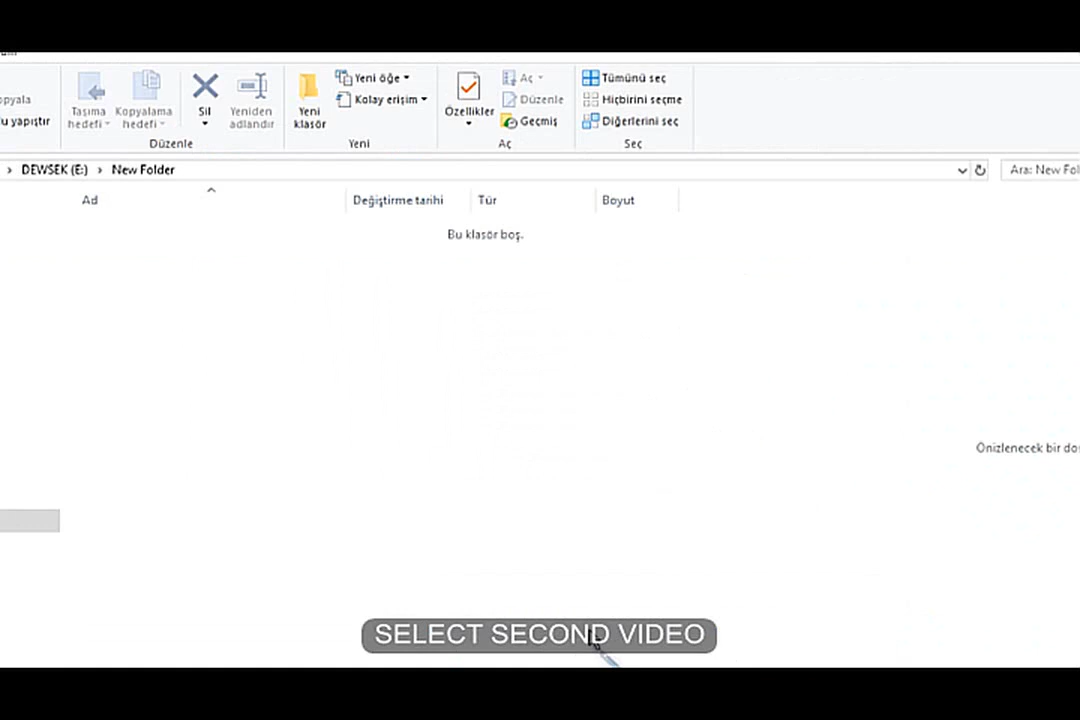 pyala
u yapıştır
Taşıma hedefi
Kopyalama hedefi
Sil
Yeniden adlandır
Düzenle
Yeni klasör
Yeni öğe
Kolay erişim
Yeni
Özellikler
Aç
Düzenle
Geçmiş
Aç
Tümünü seç
Hiçbirini seçme
Diğerlerini seç
Seç
› DEWSEK (E:) › New Folder
Ara: New Fol
Ad
Değiştirme tarihi
Tür
Boyut
Bu klasör boş.
Önizlenecek bir do
SELECT SECOND VIDEO